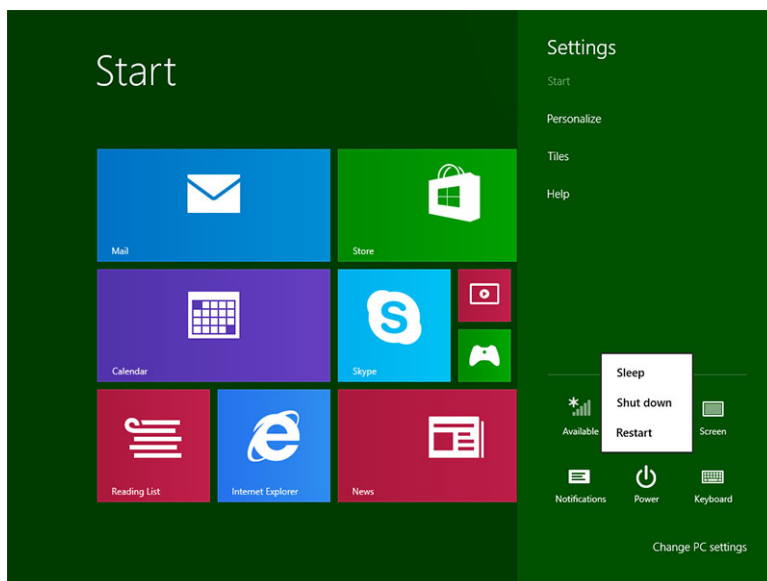 Start
Mail
Store
Calendar
Skype
Reading List
Internet Explorer
News
Settings
Start
Personalize
Tiles
Help
Sleep
Shut down
Restart
Available
Screen
Notifications
Power
Keyboard
Change PC settings